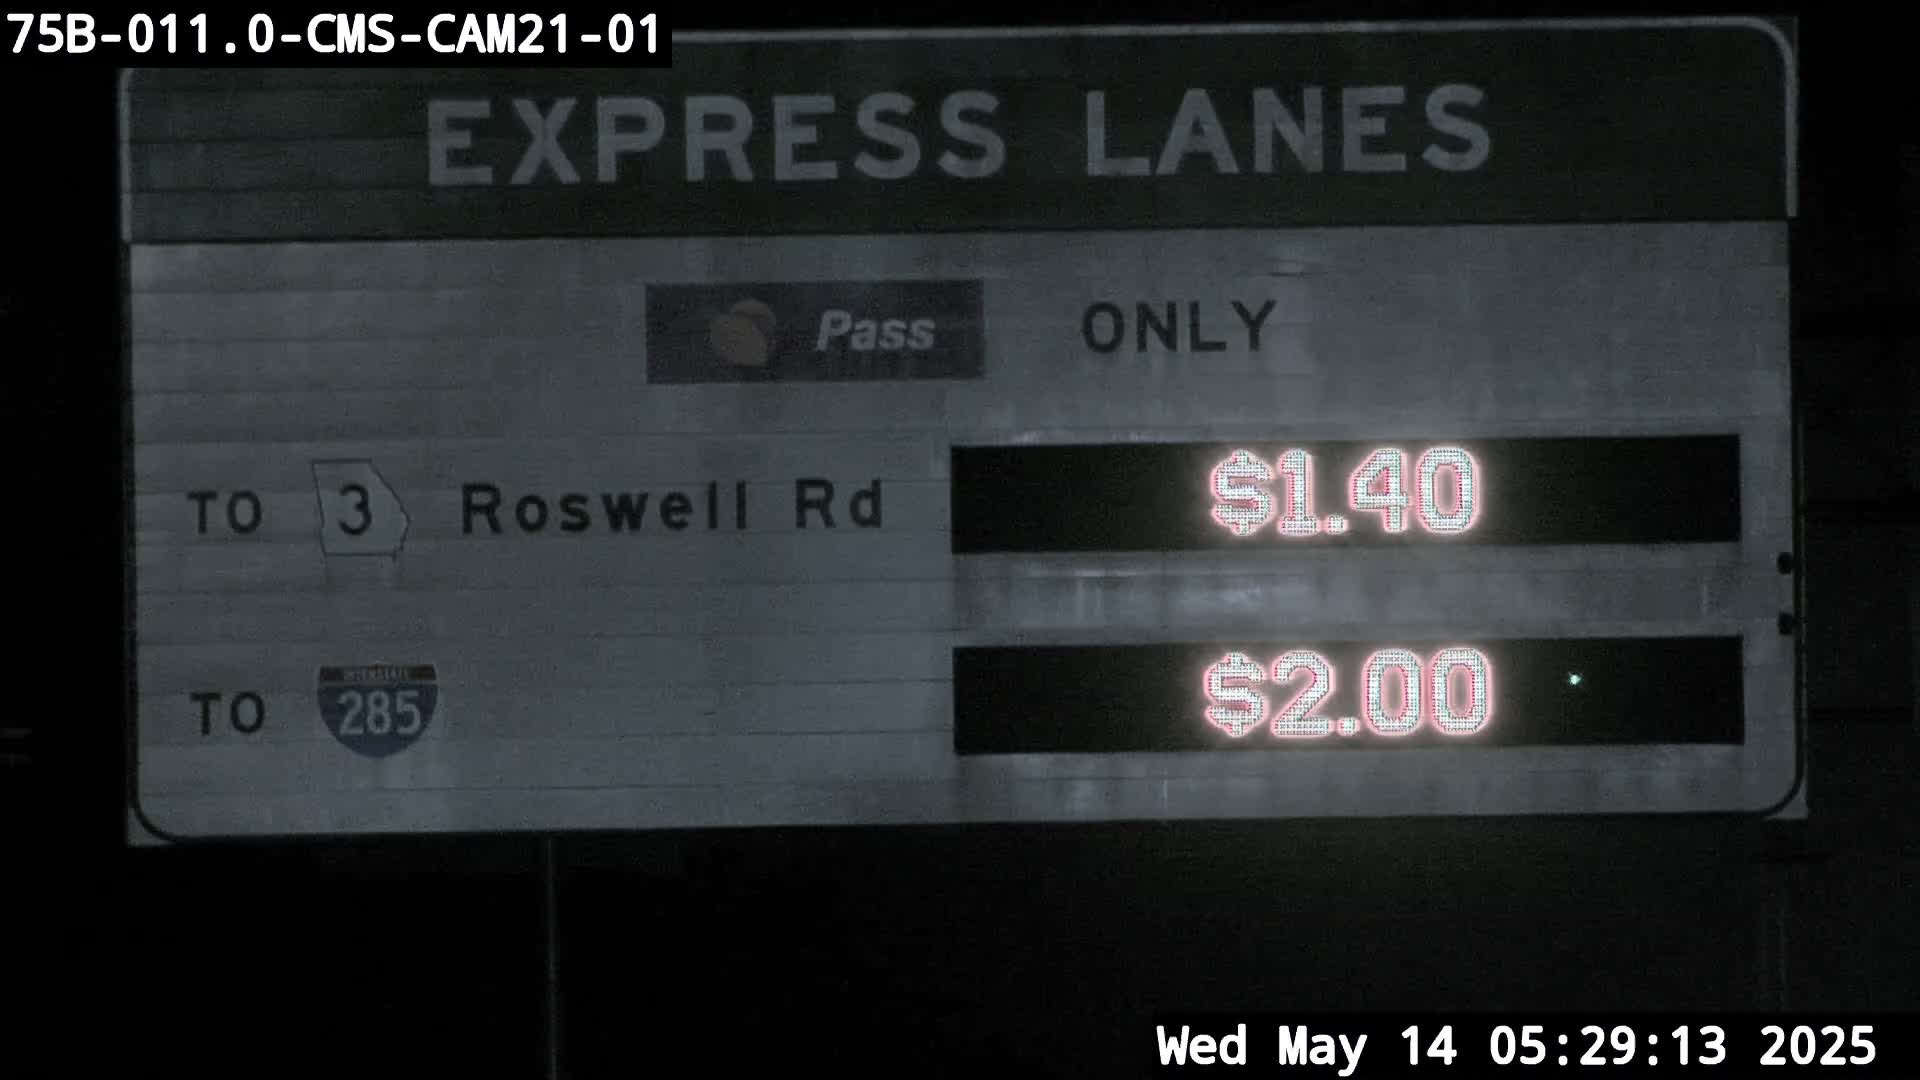 75B-011.0-CMS-CAM21-01
EXPRESS LANES
Pass ONLY
TO 3 Roswell Rd $1.40
INTERSTATE
TO 285 $2.00
Wed May 14 05:29:13 2025